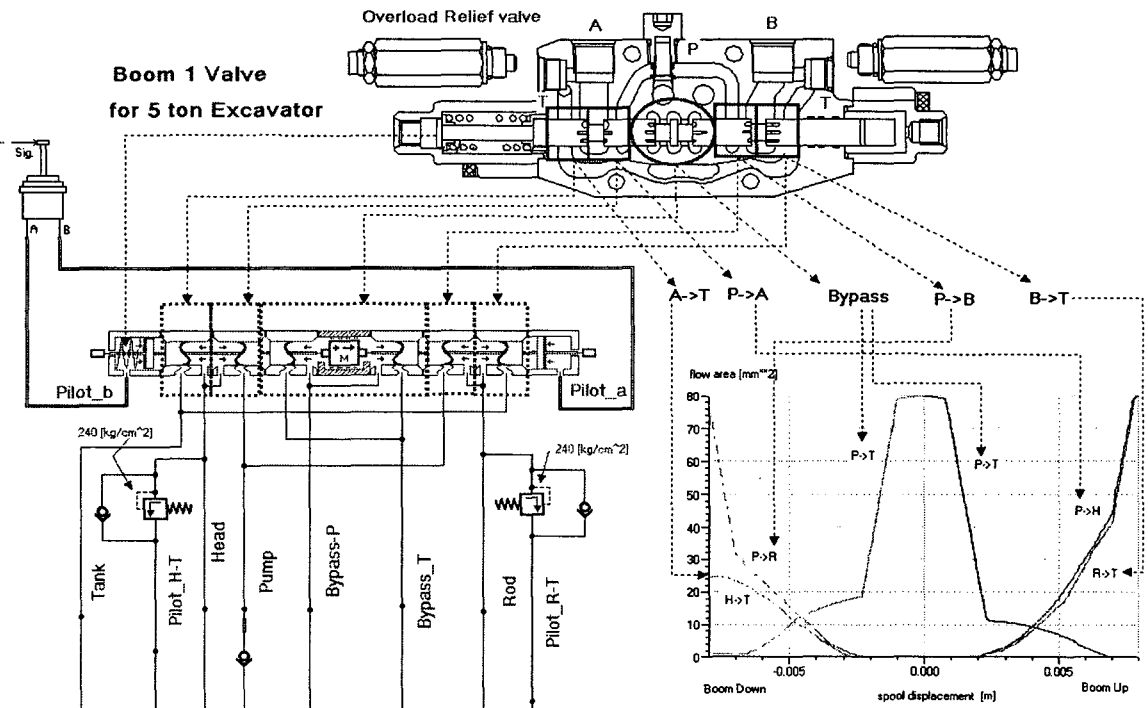 Overload Relief valve
A
B
P
Boom 1 Valve
for 5 ton Excavator
T
T
Sig.
A
B
A->T
P->A
Bypass
P->B
B->T
M
Pilot_b
Pilot_a
flow area [mm**2]
240 [kg/cm^2]
240 [kg/cm^2]
Tank
Pilot_H-T
Head
Pump
Bypass-P
Bypass_T
Rod
Pilot_R-T
80
70
60
50
40
30
20
10
0
P->T
P->T
P->H
P->R
R->T
H->T
-0.005
0.000
0.005
Boom Down
spool displacement [m]
Boom Up